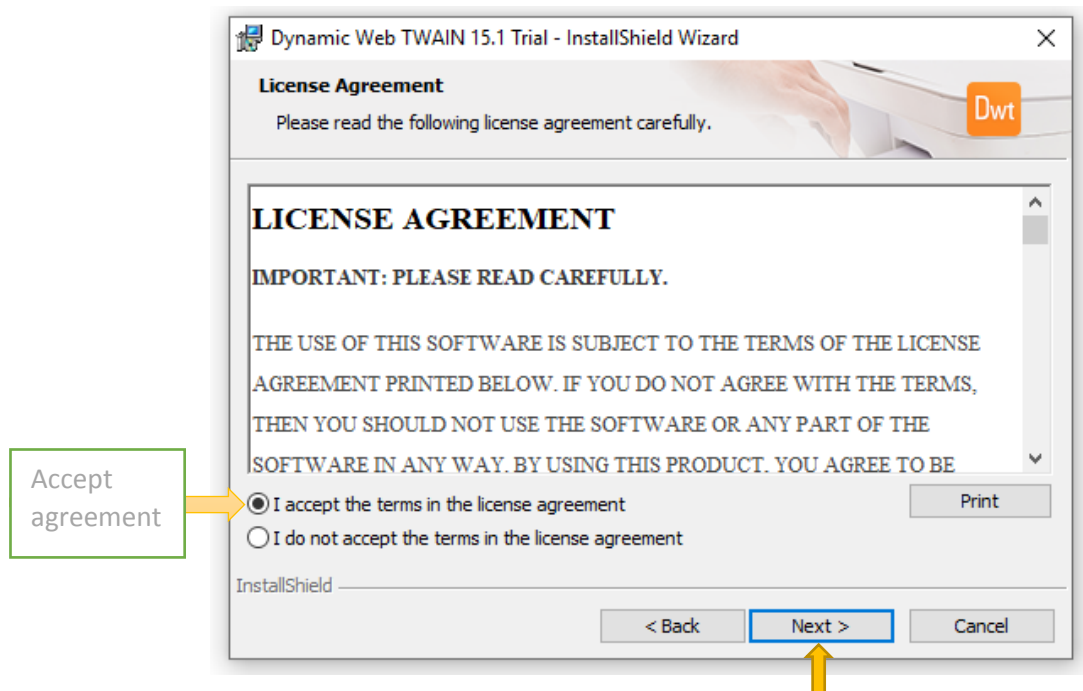 Dynamic Web TWAIN 15.1 Trial - InstallShield Wizard
License Agreement
Please read the following license agreement carefully.
Dwt
LICENSE AGREEMENT
IMPORTANT: PLEASE READ CAREFULLY.
THE USE OF THIS SOFTWARE IS SUBJECT TO THE TERMS OF THE LICENSE
AGREEMENT PRINTED BELOW. IF YOU DO NOT AGREE WITH THE TERMS,
THEN YOU SHOULD NOT USE THE SOFTWARE OR ANY PART OF THE
SOFTWARE IN ANY WAY. BY USING THIS PRODUCT, YOU AGREE TO BE
Accept
agreement
I accept the terms in the license agreement
Print
I do not accept the terms in the license agreement
InstallShield
< Back
Next >
Cancel